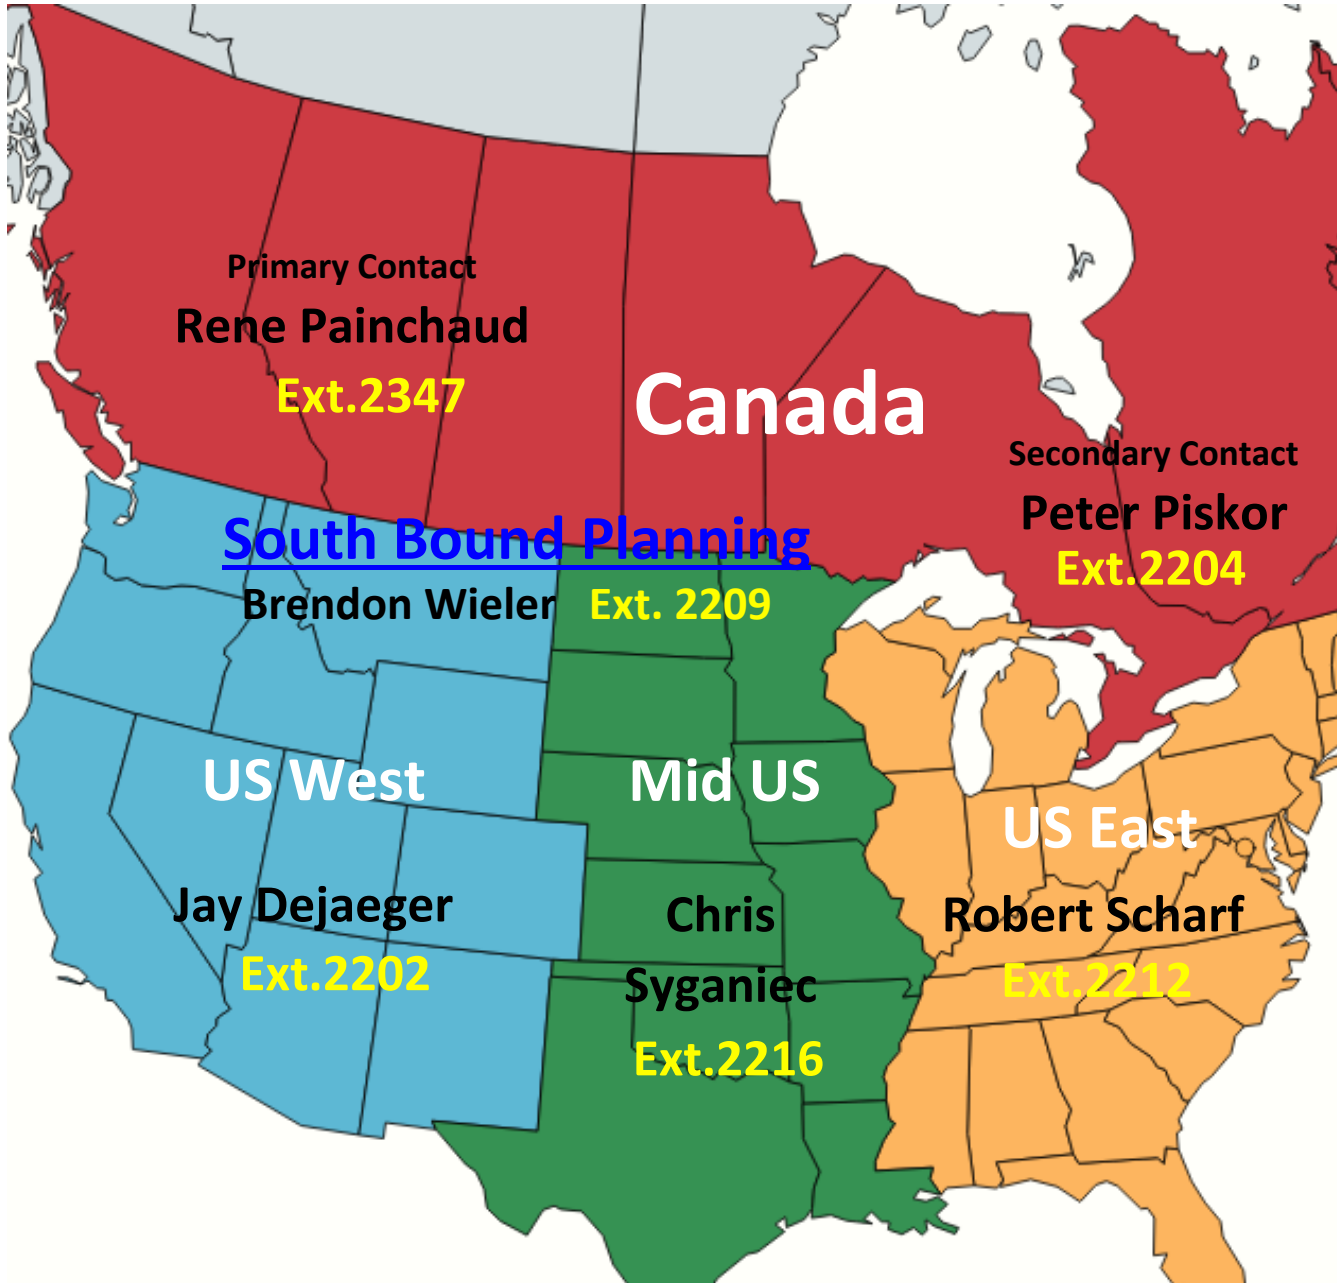 Primary Contact
Rene Painchaud
Ext.2347
Canada
Secondary Contact
Peter Piskor
Ext.2204
South Bound Planning
Brendon Wieler Ext. 2209
US West
Jay Dejaeger
Ext.2202
Mid US
Chris
Syganiec
Ext.2216
US East
Robert Scharf
Ext.2212